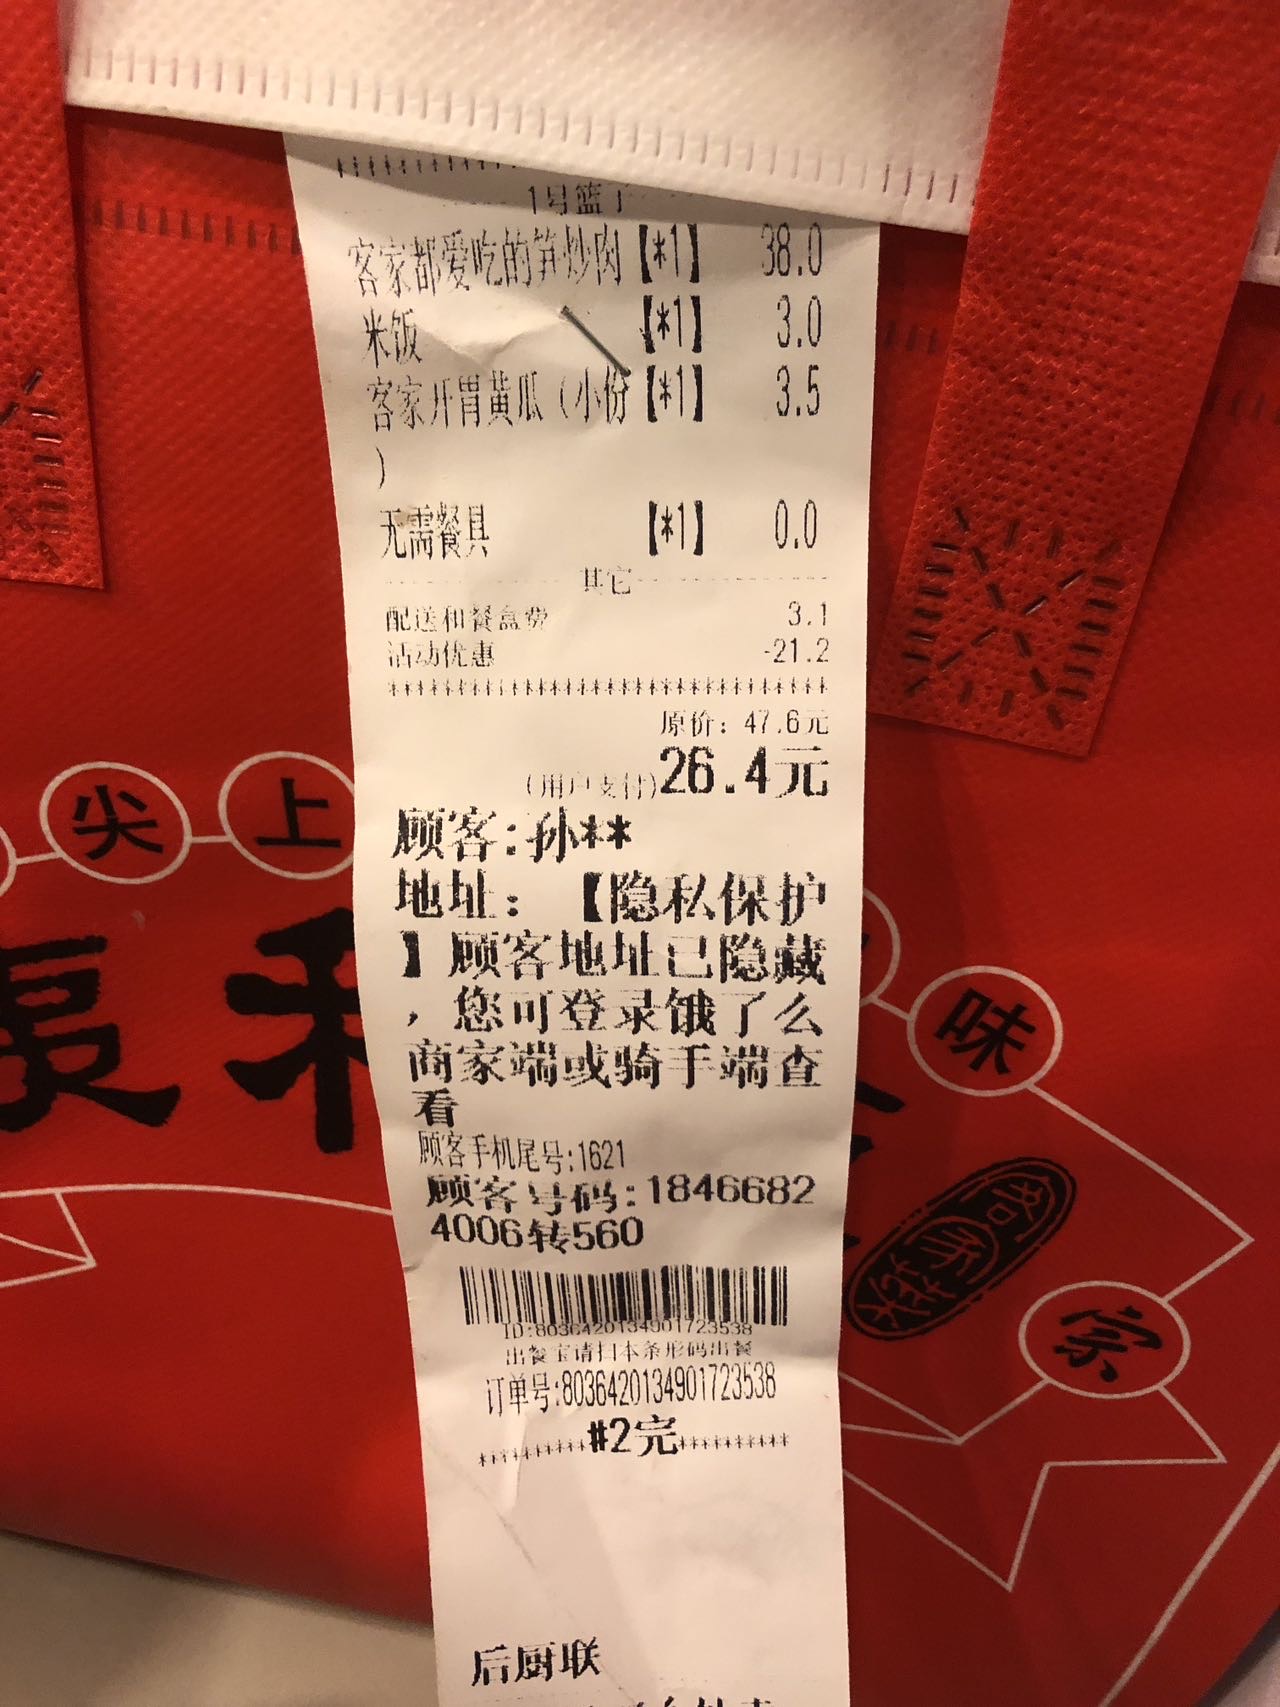 1号篮子
客家都爱吃的笋炒肉【*1】 38.0
米饭 【*1】 3.0
客家开胃黄瓜（小份【*1】 3.5
）
无需餐具 【*1】 0.0
其它
配送和餐盒费 3.1
活动优惠 -21.2
原价：47.6元
(用户支付)26.4元
顾客:孙**
地址：【隐私保护
】顾客地址已隐藏
，您可登录饿了么
商家端或骑手端查
看
顾客手机尾号:1621
顾客号码:1846682
4006转560
ID:8036420134901723538
出餐宝请扫本条形码出餐
订单号:8036420134901723538
#2完
后厨联
尖
上
味
宗